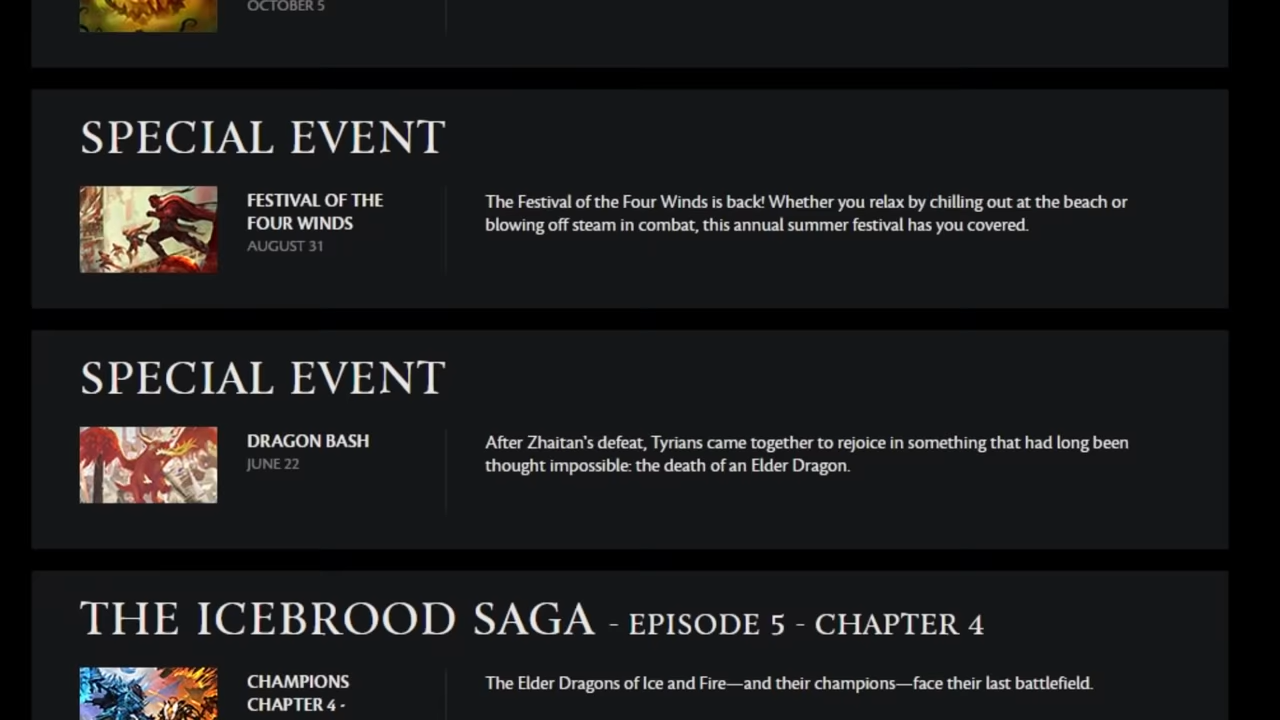 OCTOBER 5
SPECIAL EVENT
FESTIVAL OF THE
FOUR WINDS
AUGUST 31
The Festival of the Four Winds is back! Whether you relax by chilling out at the beach or
blowing off steam in combat, this annual summer festival has you covered.
SPECIAL EVENT
DRAGON BASH
JUNE 22
After Zhaitan's defeat, Tyrians came together to rejoice in something that had long been
thought impossible: the death of an Elder Dragon.
THE ICEBROOD SAGA - EPISODE 5 - CHAPTER 4
CHAMPIONS
CHAPTER 4 -
The Elder Dragons of Ice and Fire—and their champions—face their last battlefield.